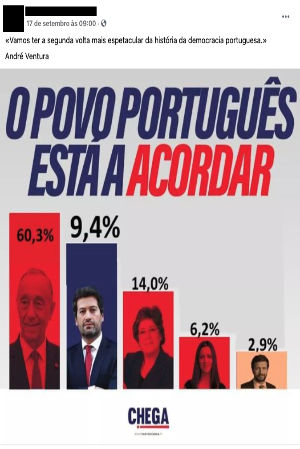 17 de setembro às 09:00 ·
«Vamos ter a segunda volta mais espetacular da história da democracia portuguesa.»
André Ventura
O POVO PORTUGUÊS
ESTÁ A ACORDAR
60,3%
9,4%
14,0%
6,2%
2,9%
CHEGA